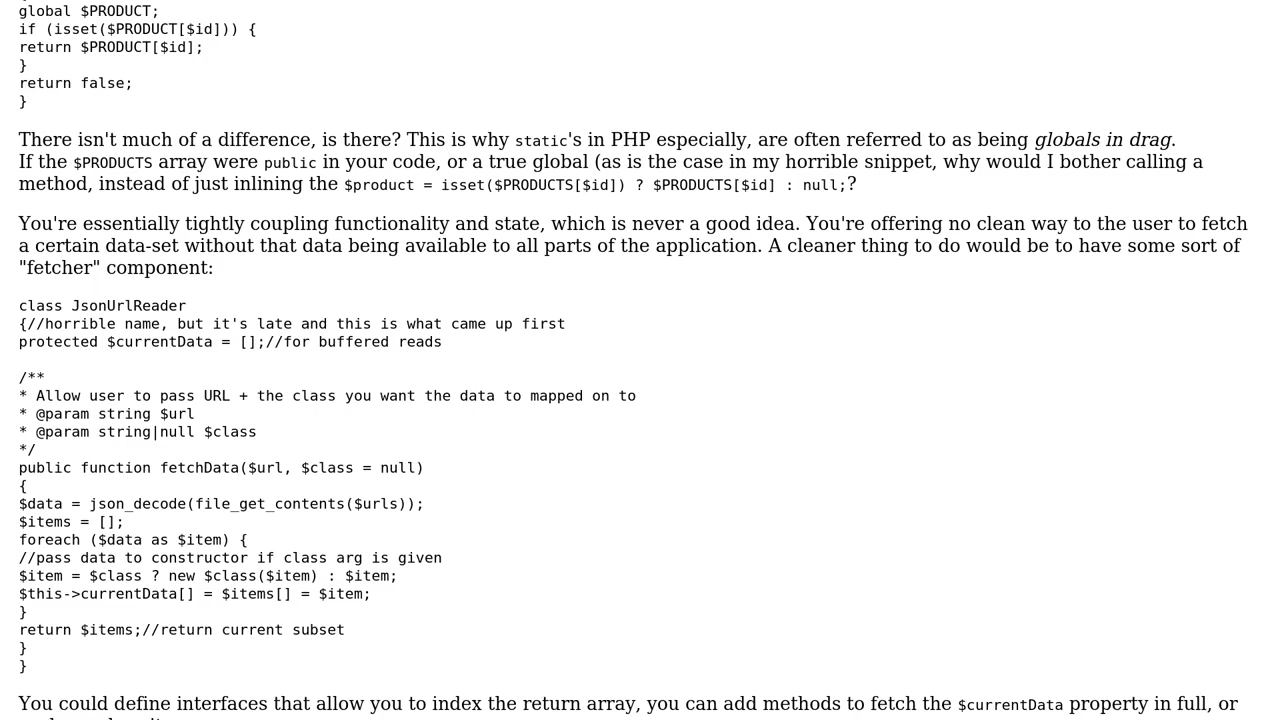 global $PRODUCT;
if (isset($PRODUCT[$id])) {
return $PRODUCT[$id];
}
return false;
}
There isn't much of a difference, is there? This is why static's in PHP especially, are often referred to as being globals in drag.
If the $PRODUCTS array were public in your code, or a true global (as is the case in my horrible snippet, why would I bother calling a
method, instead of just inlining the $product = isset($PRODUCTS[$id]) ? $PRODUCTS[$id] : null;?
You're essentially tightly coupling functionality and state, which is never a good idea. You're offering no clean way to the user to fetch
a certain data-set without that data being available to all parts of the application. A cleaner thing to do would be to have some sort of
"fetcher" component:
class JsonUrlReader
{//horrible name, but it's late and this is what came up first
protected $currentData = [];//for buffered reads
/**
* Allow user to pass URL + the class you want the data to mapped on to
* @param string $url
* @param string|null $class
*/
public function fetchData($url, $class = null)
{
$data = json_decode(file_get_contents($urls));
$items = [];
foreach ($data as $item) {
//pass data to constructor if class arg is given
$item = $class ? new $class($item) : $item;
$this->currentData[] = $items[] = $item;
}
return $items;//return current subset
}
}
You could define interfaces that allow you to index the return array, you can add methods to fetch the $currentData property in full, or